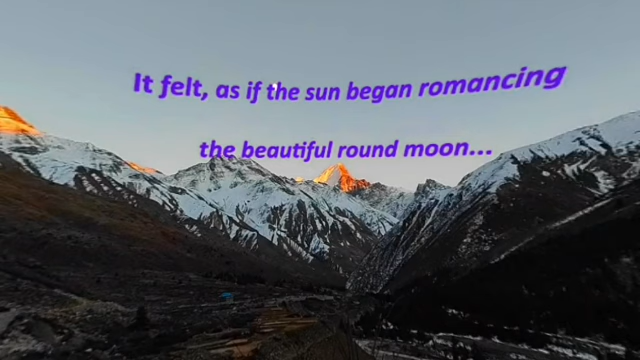 It felt, as if the sun began romancing
the beautiful round moon...